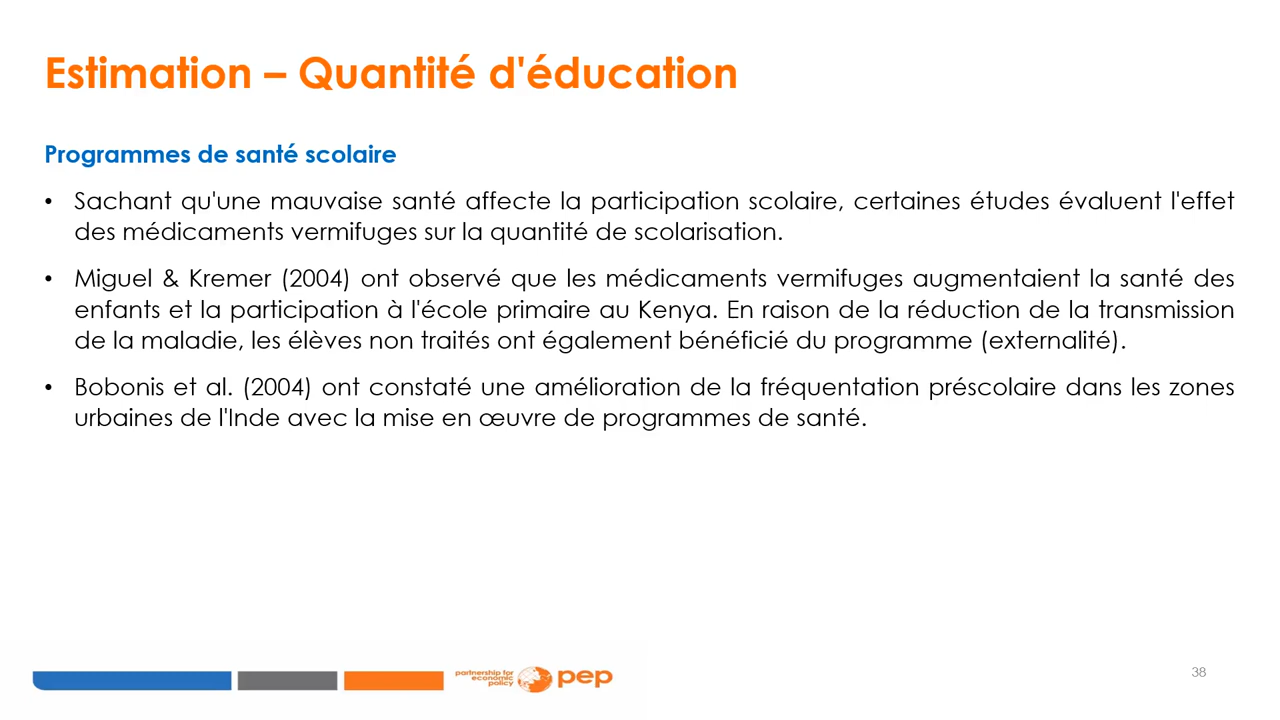 Estimation – Quantité d'éducation
Programmes de santé scolaire
• Sachant qu'une mauvaise santé affecte la participation scolaire, certaines études évaluent l'effet
des médicaments vermifuges sur la quantité de scolarisation.
• Miguel & Kremer (2004) ont observé que les médicaments vermifuges augmentaient la santé des
enfants et la participation à l'école primaire au Kenya. En raison de la réduction de la transmission
de la maladie, les élèves non traités ont également bénéficié du programme (externalité).
• Bobonis et al. (2004) ont constaté une amélioration de la fréquentation préscolaire dans les zones
urbaines de l'Inde avec la mise en œuvre de programmes de santé.
partnership for
economic
policy
pep
38